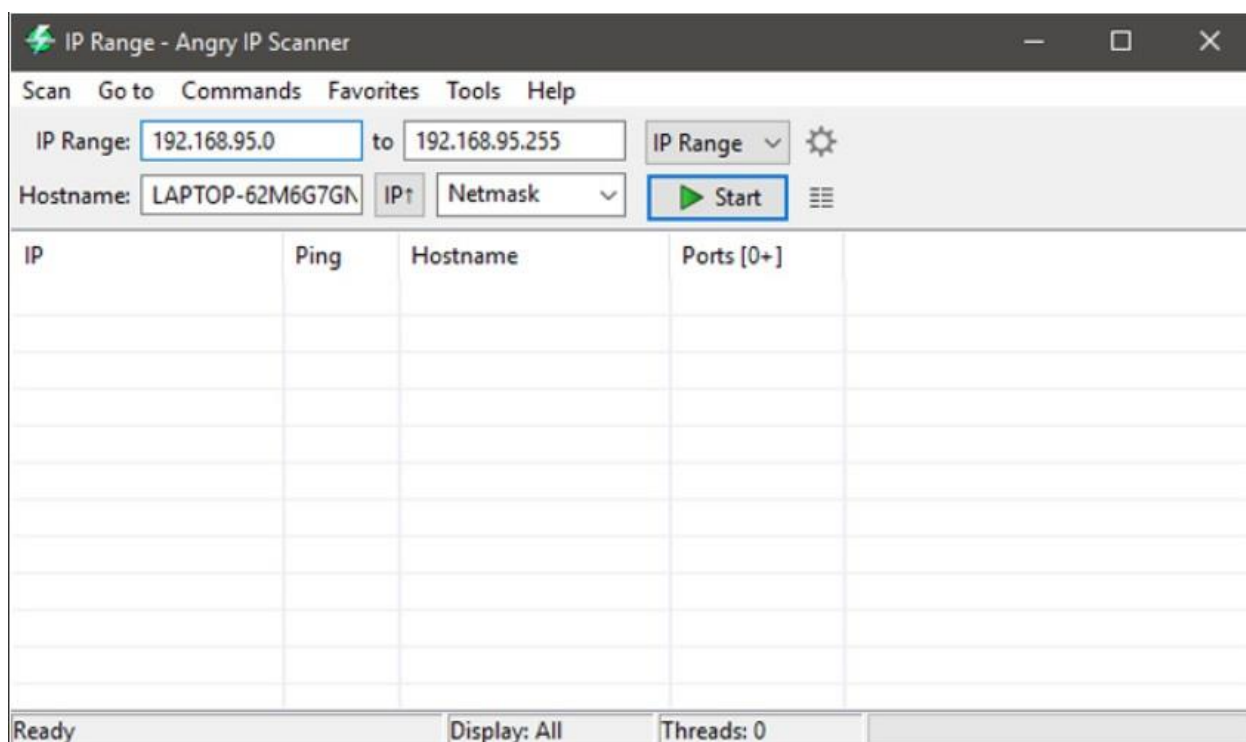 IP Range - Angry IP Scanner
Scan Go to Commands Favorites Tools Help
IP Range: 192.168.95.0 to 192.168.95.255 IP Range
Hostname: LAPTOP-62M6G7GN IP↑ Netmask Start
IP Ping Hostname Ports [0+]
Ready Display: All Threads: 0